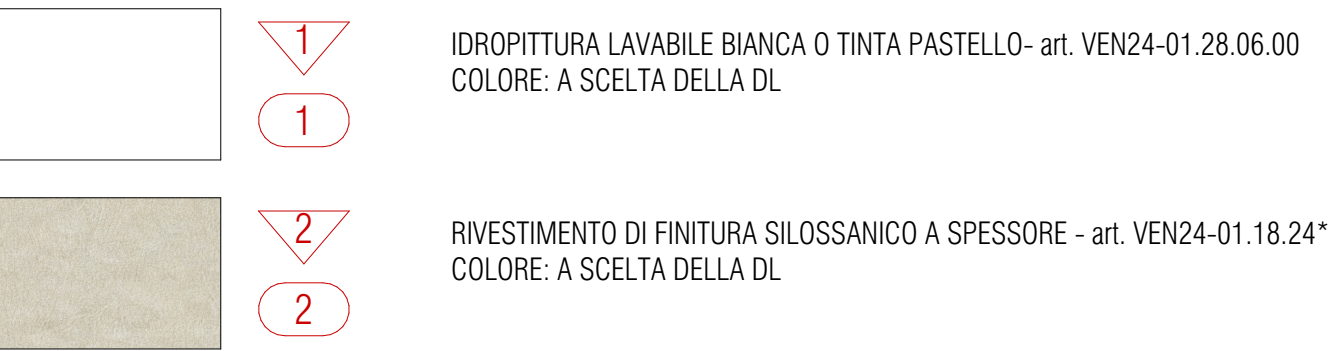 1
IDROPITTURA LAVABILE BIANCA O TINTA PASTELLO- art. VEN24-01.28.06.00
COLORE: A SCELTA DELLA DL
1
2
RIVESTIMENTO DI FINITURA SILOSSANICO A SPESSORE - art. VEN24-01.18.24*
COLORE: A SCELTA DELLA DL
2